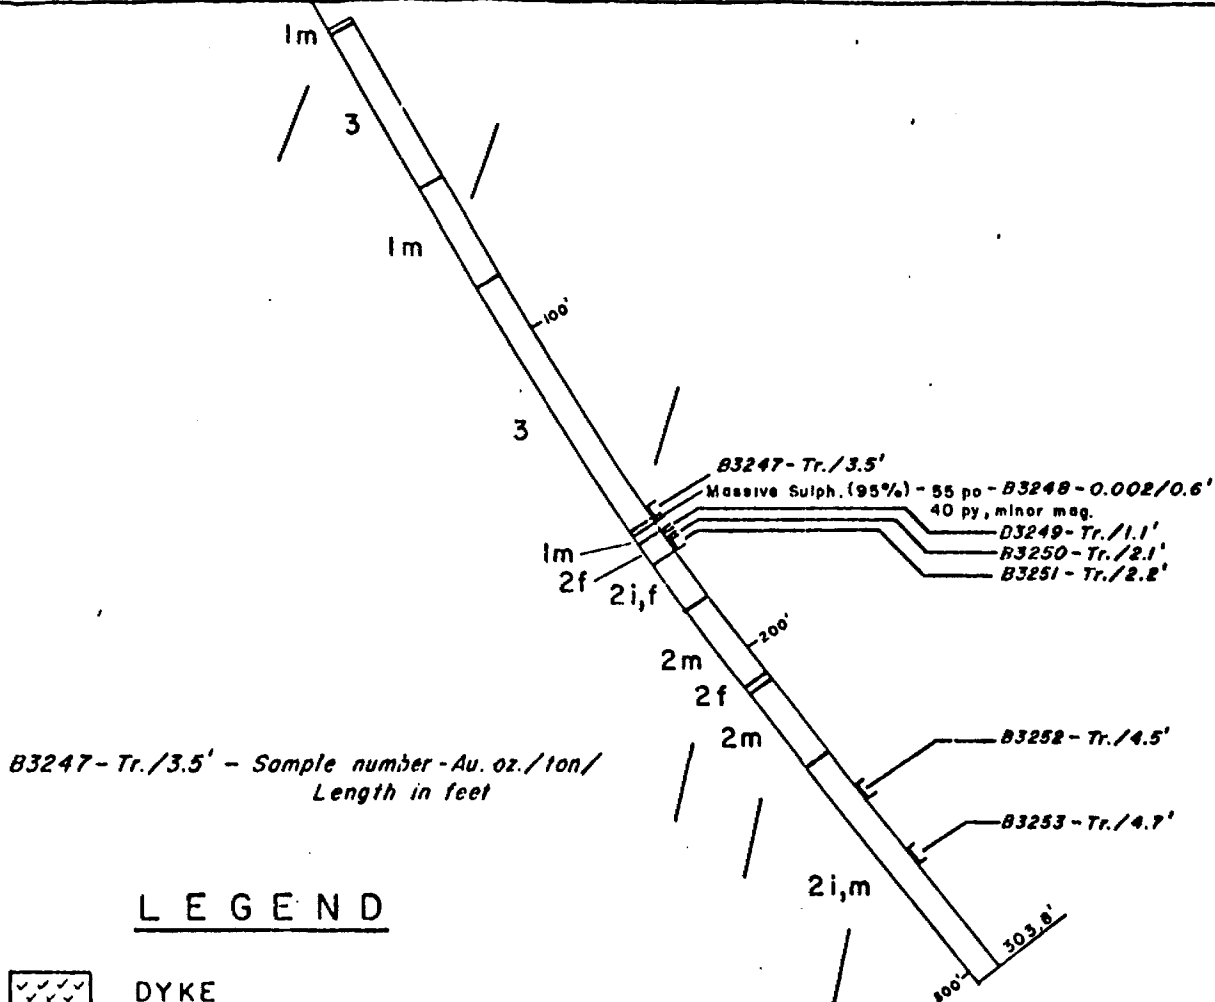 1m
3
1m
100'
3
B3247-Tr./3.5'
Massive Sulph. (95%) - 55 po - B3248-0.002/0.6'
40 py, minor mag.
B3249-Tr./1.1'
B3250-Tr./2.1'
B3251-Tr./2.2'
1m
2f
2i,f
200'
2m
2f
2m
B3252-Tr./4.5'
B3247-Tr./3.5' - Sample number - Au. oz./ton/
Length in feet
B3253-Tr./4.7'
2i,m
LEGEND
303.8'
300'
DYKE